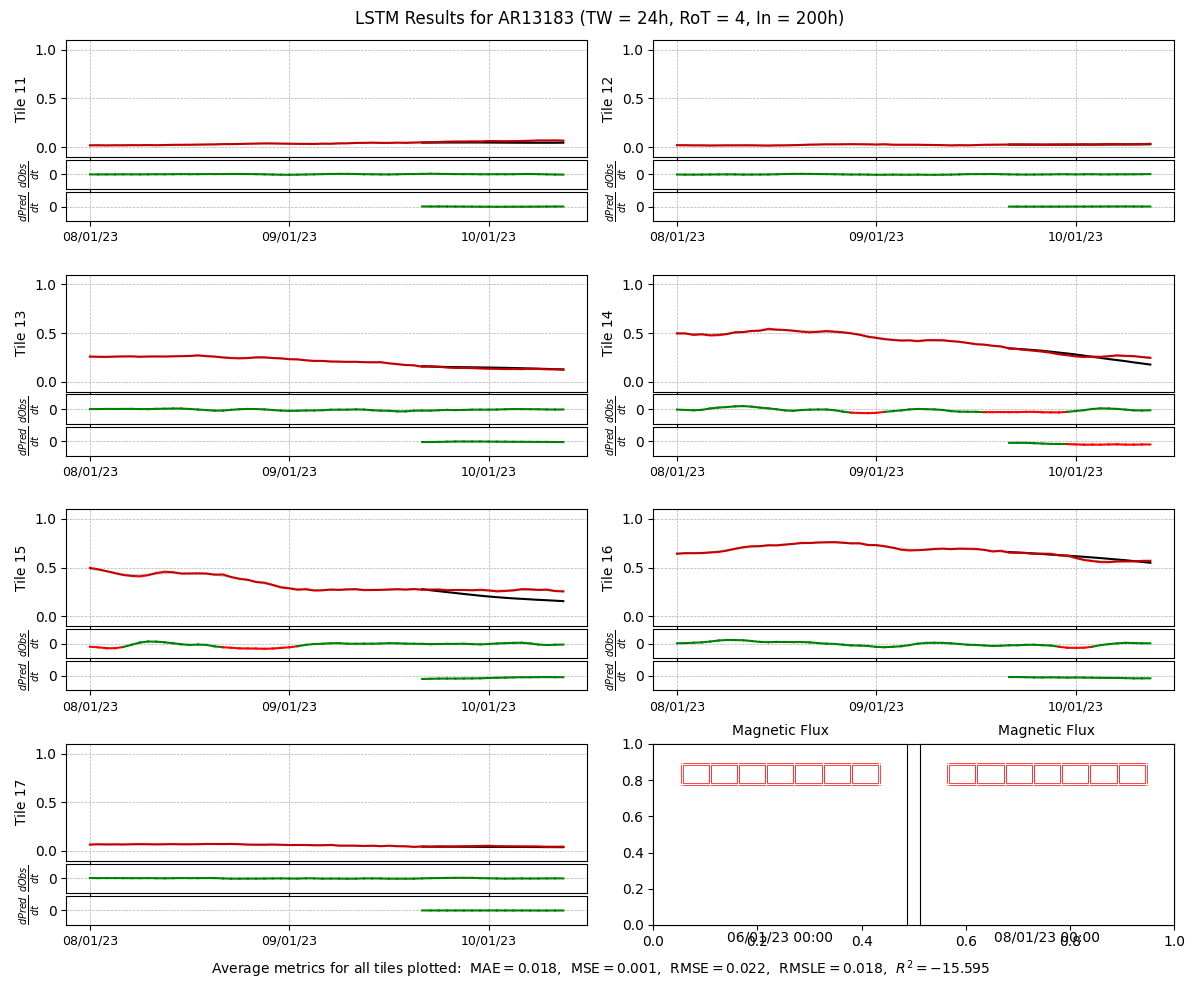 LSTM Results for AR13183 (TW = 24h, RoT = 4, In = 200h)
Tile 11
1.0
0.5
0.0
dObs/dt
0
dPred/dt
0
08/01/23 09/01/23 10/01/23
Tile 12
1.0
0.5
0.0
dObs/dt
0
dPred/dt
0
08/01/23 09/01/23 10/01/23
Tile 13
1.0
0.5
0.0
dObs/dt
0
dPred/dt
0
08/01/23 09/01/23 10/01/23
Tile 14
1.0
0.5
0.0
dObs/dt
0
dPred/dt
0
08/01/23 09/01/23 10/01/23
Tile 15
1.0
0.5
0.0
dObs/dt
0
dPred/dt
0
08/01/23 09/01/23 10/01/23
Tile 16
1.0
0.5
0.0
dObs/dt
0
dPred/dt
0
08/01/23 09/01/23 10/01/23
Tile 17
1.0
0.5
0.0
dObs/dt
0
dPred/dt
0
08/01/23 09/01/23 10/01/23
Magnetic Flux Magnetic Flux
1.0
0.8
0.6
0.4
0.2
0.0
0.0 0.2 0.4 0.6 0.8 1.0
06/01/23 00:00 08/01/23 00:00
Average metrics for all tiles plotted: MAE = 0.018, MSE = 0.001, RMSE = 0.022, RMSLE = 0.018, R² = −15.595